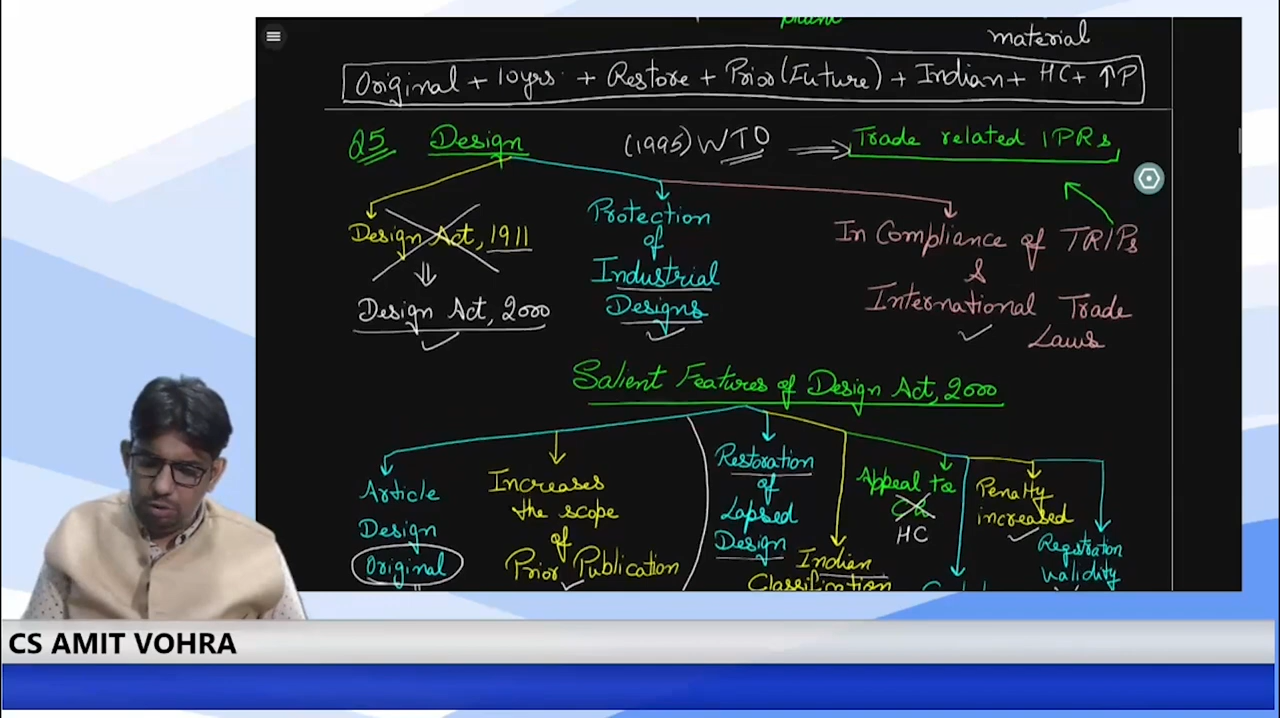 material
Original + 10yrs. + Restore + Prior (Future) + Indian + HC + ↑P
Q5 Design (1995) WTO ⟹ Trade related IPRs
Design Act, 1911
⇓
Design Act, 2000
Protection
of
Industrial
Designs
In Compliance of TRIPs
&
International Trade
Laws
Salient Features of Design Act, 2000
Article
Design
Original
Increases
the scope
of
Prior Publication
Restoration
of
Lapsed
Design
Indian
Classification
Appeal to
HC
Penalty
increased
Registration
Validity
CS AMIT VOHRA